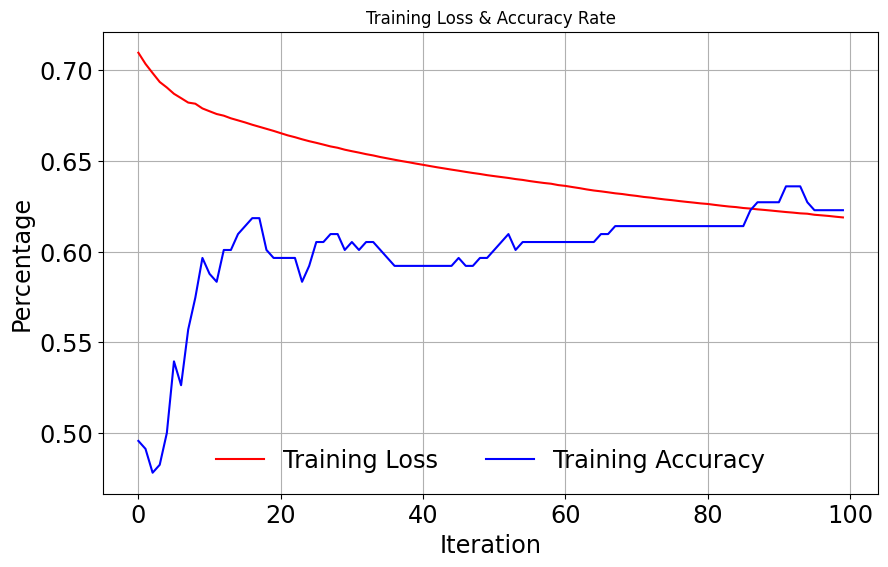 Training Loss & Accuracy Rate
0.70
0.65
0.60
0.55
0.50
Percentage
Training Loss Training Accuracy
0 20 40 60 80 100
Iteration